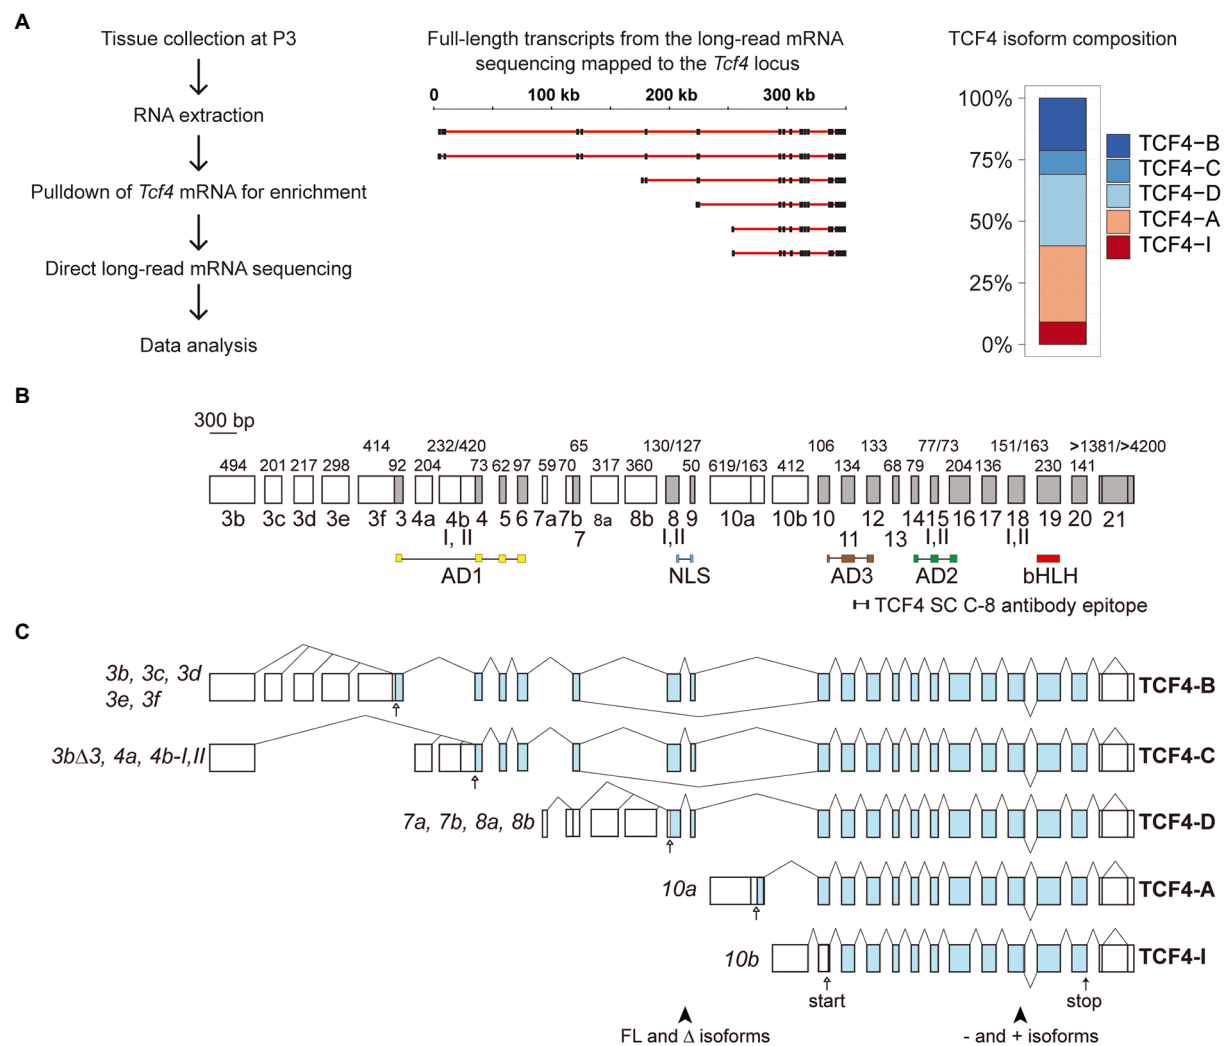 A
Tissue collection at P3
RNA extraction
Pulldown of Tcf4 mRNA for enrichment
Direct long-read mRNA sequencing
Data analysis
Full-length transcripts from the long-read mRNA
sequencing mapped to the Tcf4 locus
0 100 kb 200 kb 300 kb
TCF4 isoform composition
100%
75%
50%
25%
0%
TCF4-B
TCF4-C
TCF4-D
TCF4-A
TCF4-I
B
300 bp
414 232/420 65 130/127 106 133 77/73 151/163 >1381/>4200
494 201 217 298 92 204 73 62 97 59 70 317 360 50 619/163 412 134 68 79 204 136 230 141
3b 3c 3d 3e 3f 3 4a 4b 4 5 6 7a 7b 8a 8b 8 9 10a 10b 10 12 14 15 16 17 18 19 20 21
I, II 7 I,II 11 13 I,II I,II
AD1 NLS AD3 AD2 bHLH
TCF4 SC C-8 antibody epitope
C
3b, 3c, 3d
3e, 3f
TCF4-B
3bΔ3, 4a, 4b-I,II
TCF4-C
7a, 7b, 8a, 8b
TCF4-D
10a
TCF4-A
10b
TCF4-I
start stop
FL and Δ isoforms - and + isoforms